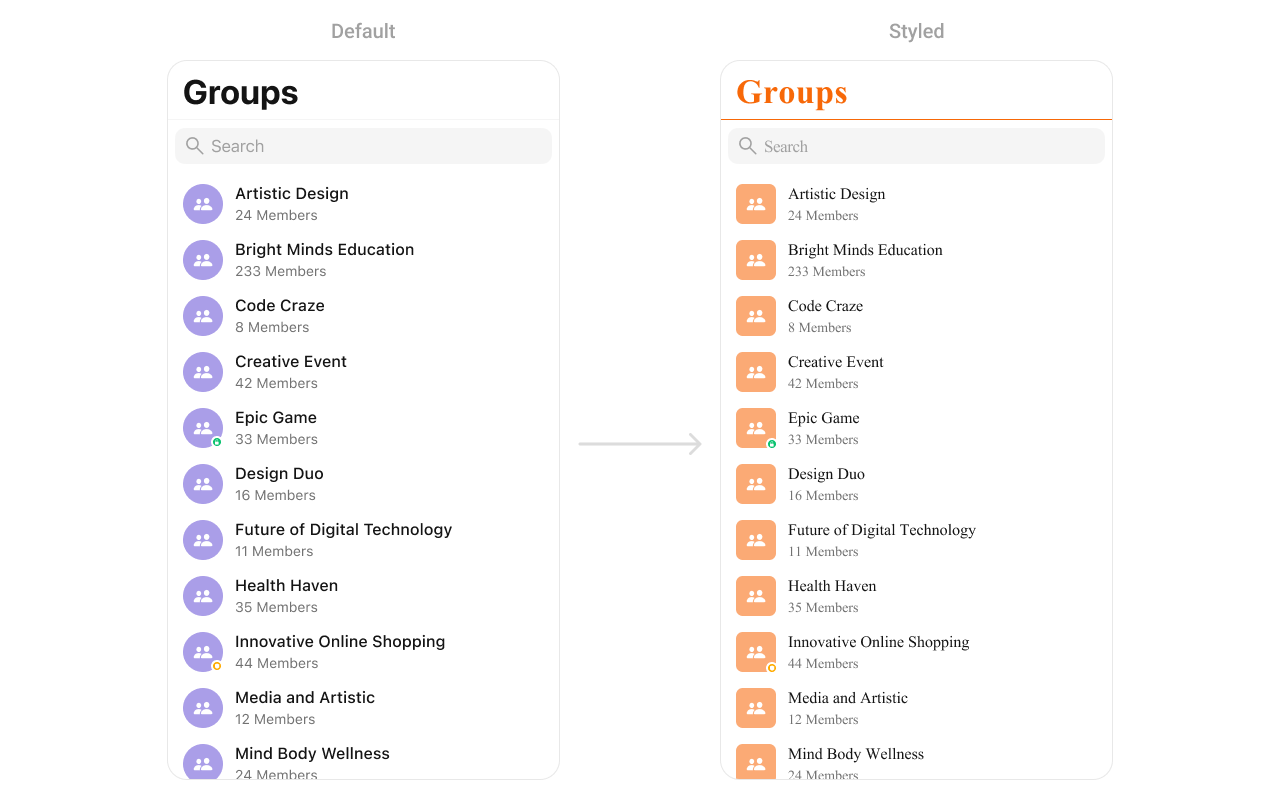 Default
Groups
Search
Artistic Design
24 Members
Bright Minds Education
233 Members
Code Craze
8 Members
Creative Event
42 Members
Epic Game
33 Members
Design Duo
16 Members
Future of Digital Technology
11 Members
Health Haven
35 Members
Innovative Online Shopping
44 Members
Media and Artistic
12 Members
Mind Body Wellness
24 Members
Styled
Groups
Search
Artistic Design
24 Members
Bright Minds Education
233 Members
Code Craze
8 Members
Creative Event
42 Members
Epic Game
33 Members
Design Duo
16 Members
Future of Digital Technology
11 Members
Health Haven
35 Members
Innovative Online Shopping
44 Members
Media and Artistic
12 Members
Mind Body Wellness
24 Members